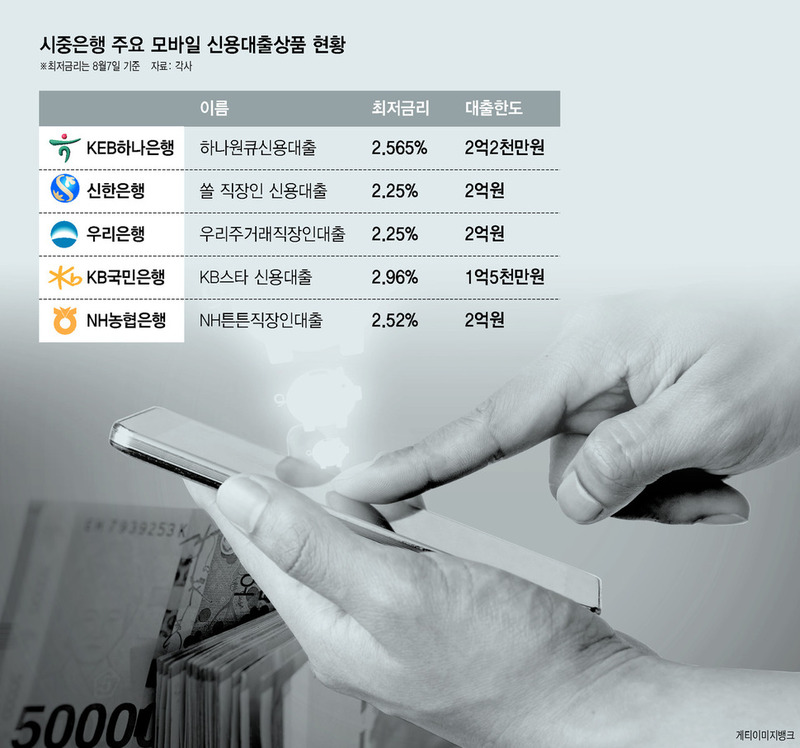 시중은행 주요 모바일 신용대출상품 현황
※최저금리는 8월7일 기준 자료: 각사
이름 최저금리 대출한도
KEB하나은행 하나원큐신용대출 2.565% 2억2천만원
신한은행 쏠 직장인 신용대출 2.25% 2억원
우리은행 우리주거래직장인대출 2.25% 2억원
KB국민은행 KB스타 신용대출 2.96% 1억5천만원
NH농협은행 NH튼튼직장인대출 2.52% 2억원
50000
게티이미지뱅크